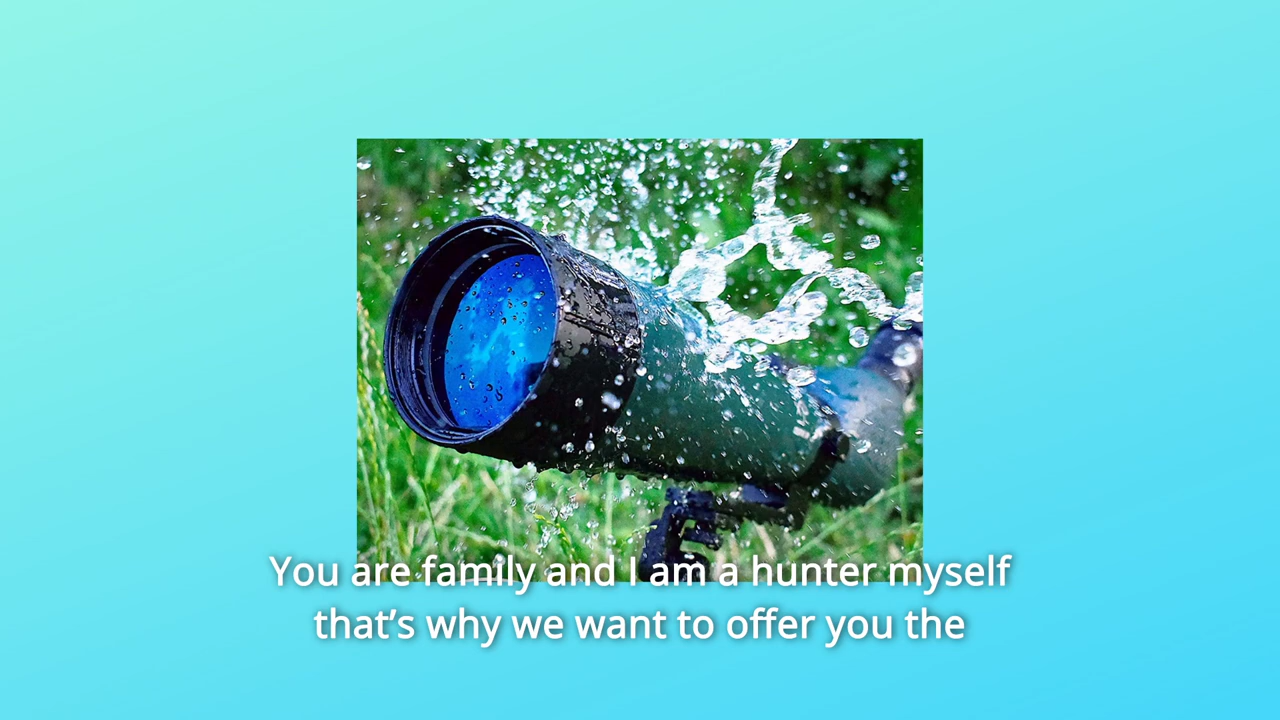 You are family and I am a hunter myself
that’s why we want to offer you the